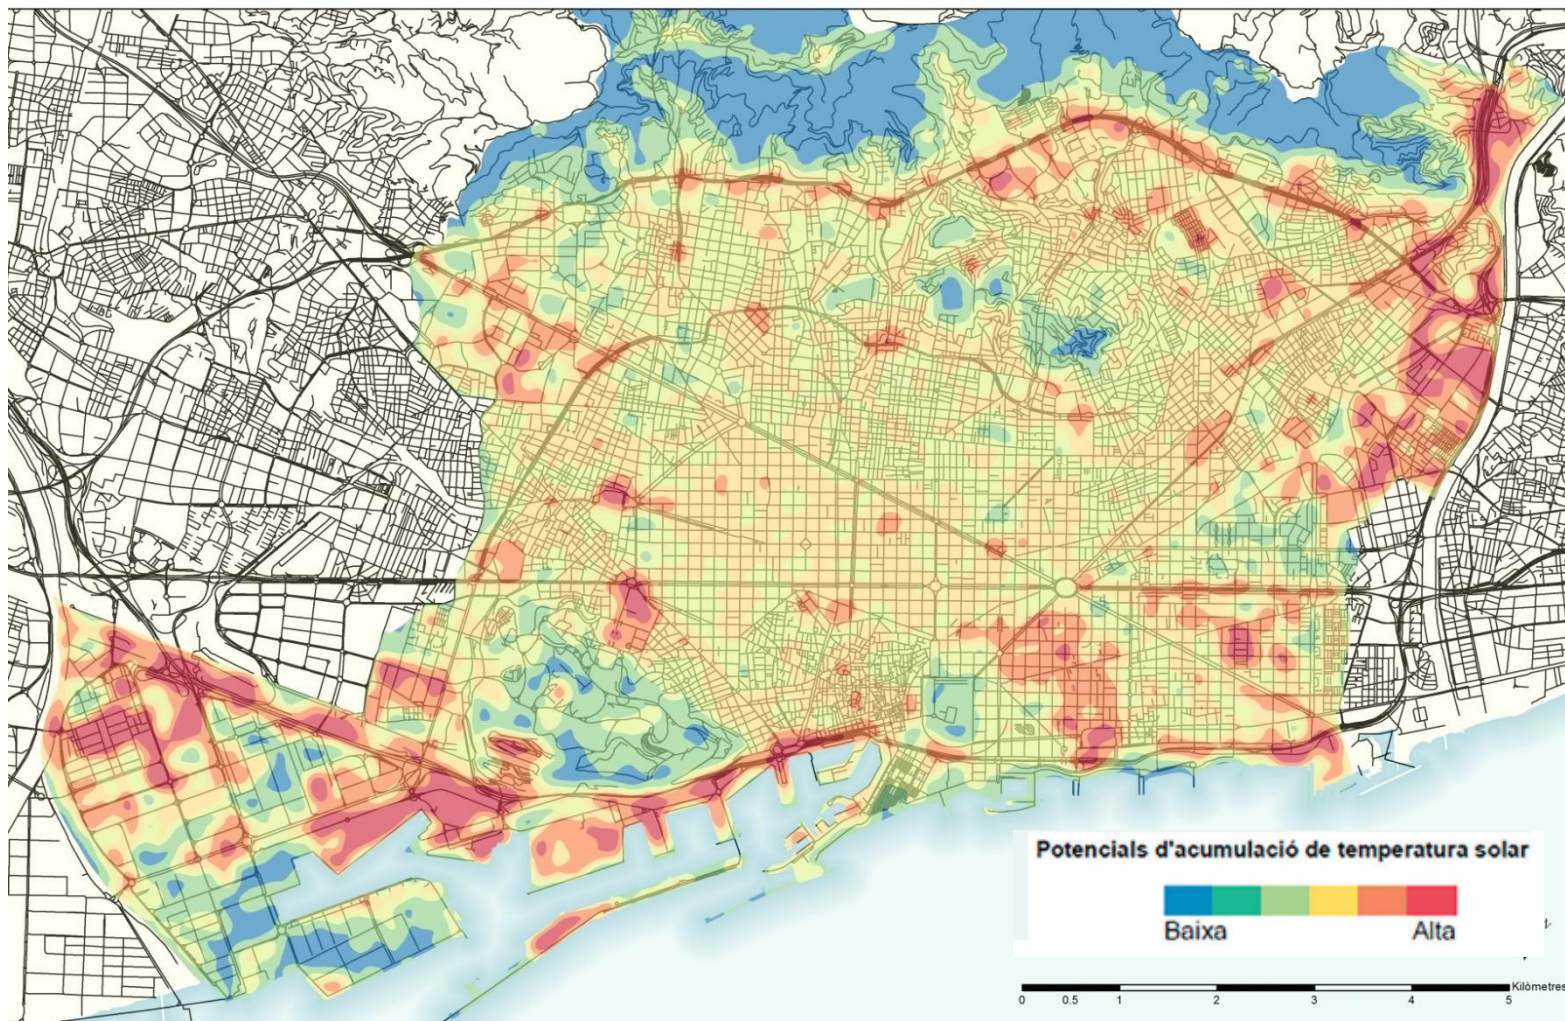 Potencials d'acumulació de temperatura solar
Baixa Alta
Kilòmetres
0 0.5 1 2 3 4 5